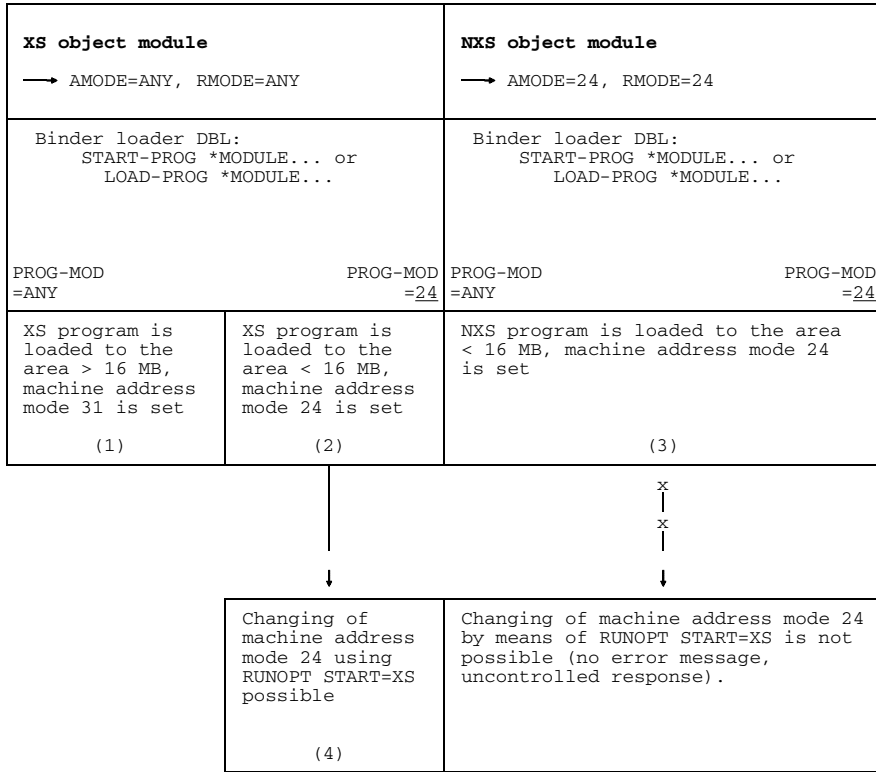 XS object module
AMODE=ANY, RMODE=ANY
NXS object module
AMODE=24, RMODE=24
Binder loader DBL:
START-PROG *MODULE... or
LOAD-PROG *MODULE...
PROG-MOD
=ANY
PROG-MOD
=24
Binder loader DBL:
START-PROG *MODULE... or
LOAD-PROG *MODULE...
PROG-MOD
=ANY
PROG-MOD
=24
XS program is
loaded to the
area > 16 MB,
machine address
mode 31 is set
(1)
XS program is
loaded to the
area < 16 MB,
machine address
mode 24 is set
(2)
NXS program is loaded to the area
< 16 MB, machine address mode 24
is set
(3)
x
x
Changing of
machine address
mode 24 using
RUNOPT START=XS
possible
(4)
Changing of machine address mode 24
by means of RUNOPT START=XS is not
possible (no error message,
uncontrolled response).